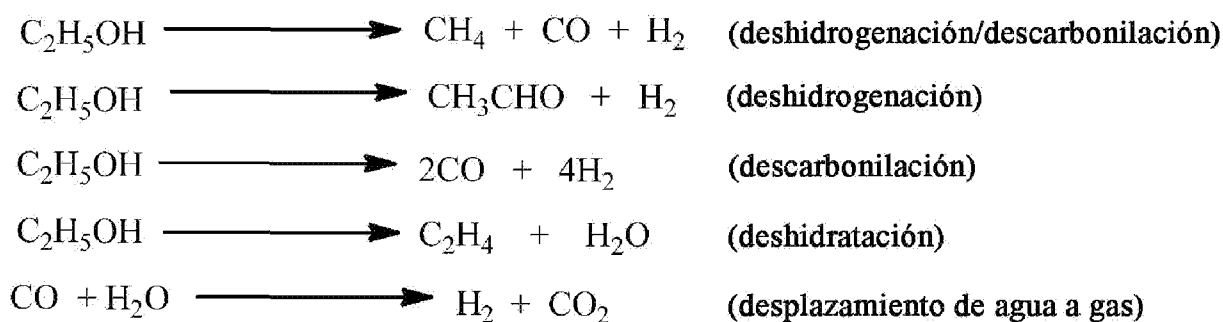 C₂H₅OH ⟶ CH₄ + CO + H₂ (deshidrogenación/descarbonilación)
C₂H₅OH ⟶ CH₃CHO + H₂ (deshidrogenación)
C₂H₅OH ⟶ 2CO + 4H₂ (descarbonilación)
C₂H₅OH ⟶ C₂H₄ + H₂O (deshidratación)
CO + H₂O ⟶ H₂ + CO₂ (desplazamiento de agua a gas)